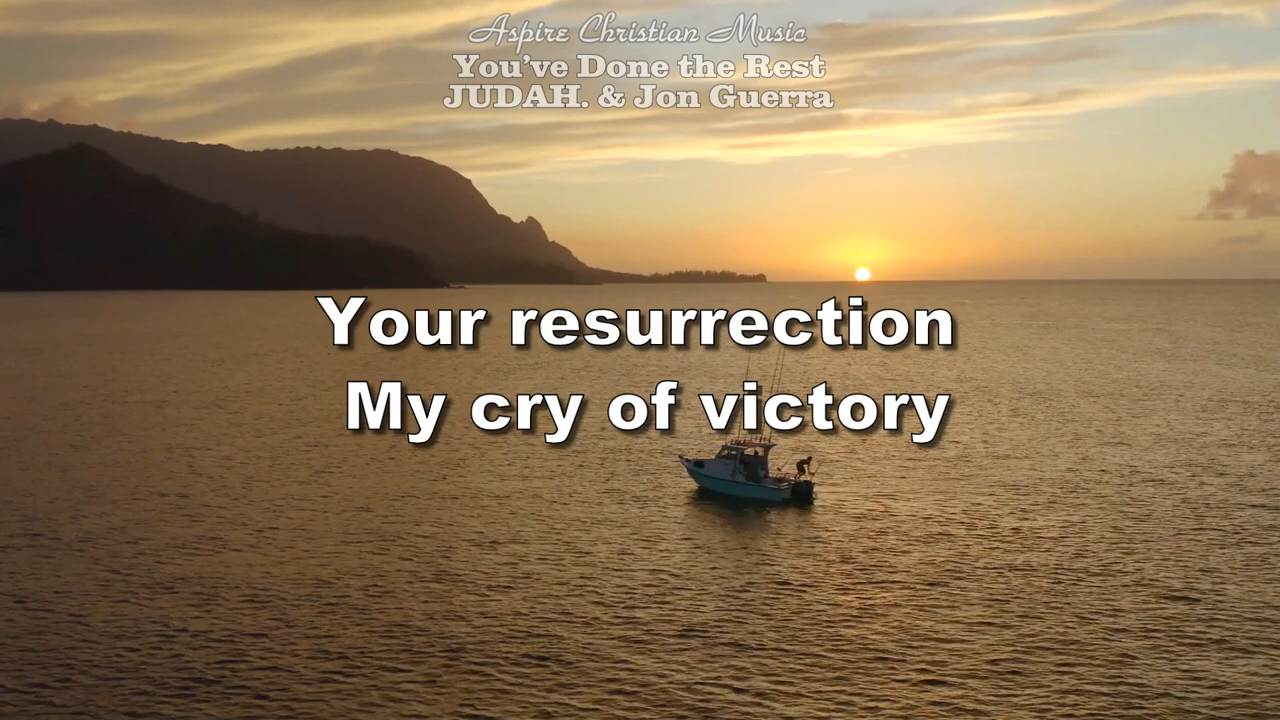 Aspire Christian Music
You've Done the Rest
JUDAH. & Jon Guerra
Your resurrection
My cry of victory